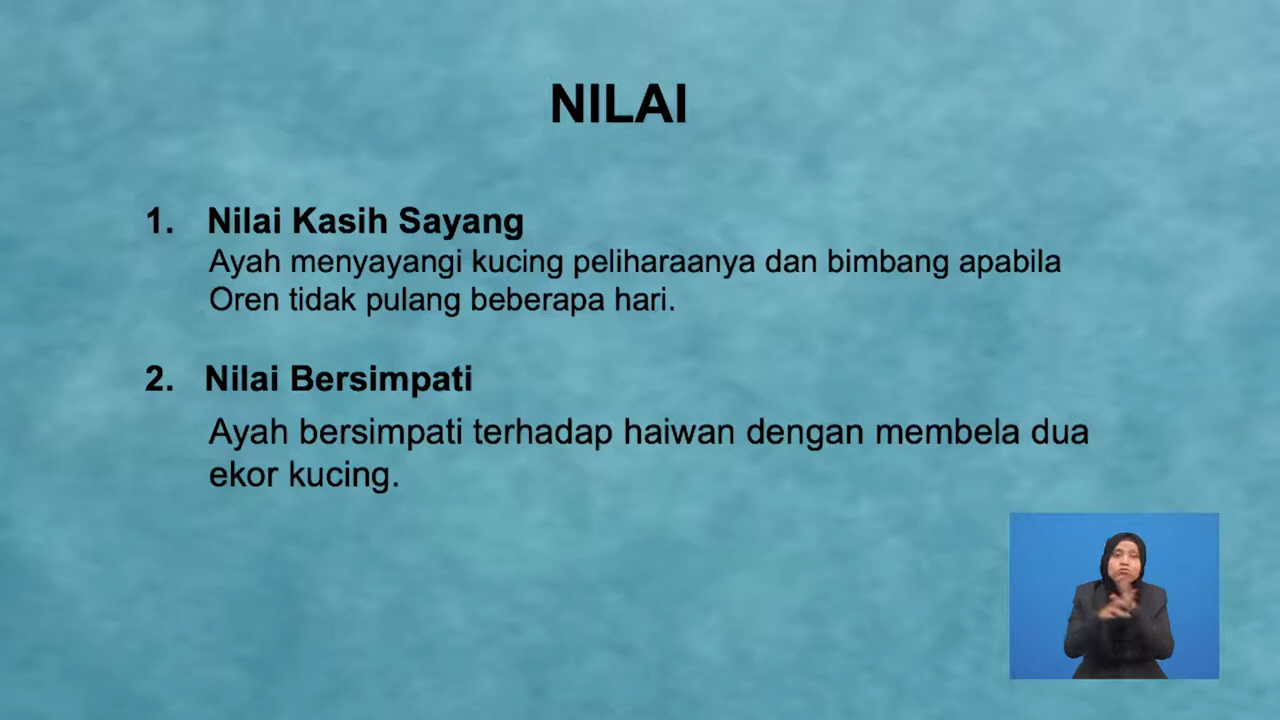 NILAI
1. Nilai Kasih Sayang
Ayah menyayangi kucing peliharaanya dan bimbang apabila
Oren tidak pulang beberapa hari.
2. Nilai Bersimpati
Ayah bersimpati terhadap haiwan dengan membela dua
ekor kucing.